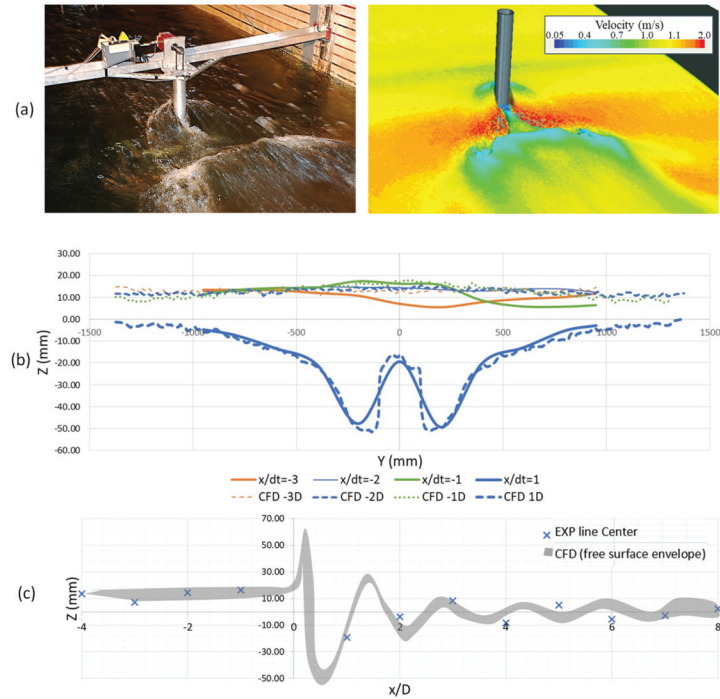 (a)
Velocity (m/s)
0.05 0.4 0.7 1.0 1.1 2.0
30.00
20.00
10.00
0.00
-1500 -1000 -500 0 500 1000 1500
-10.00
(b)
Z (mm)
-20.00
-30.00
-40.00
-50.00
-60.00
Y (mm)
x/dt=-3 x/dt=-2 x/dt=-1 x/dt=1
CFD -3D CFD -2D CFD -1D CFD 1D
70.00
EXP line Center
50.00
CFD (free surface envelope)
30.00
(c)
Z (mm)
10.00
-4 -2 0 2 4 6 8
-10.00
-30.00
-50.00
x/D